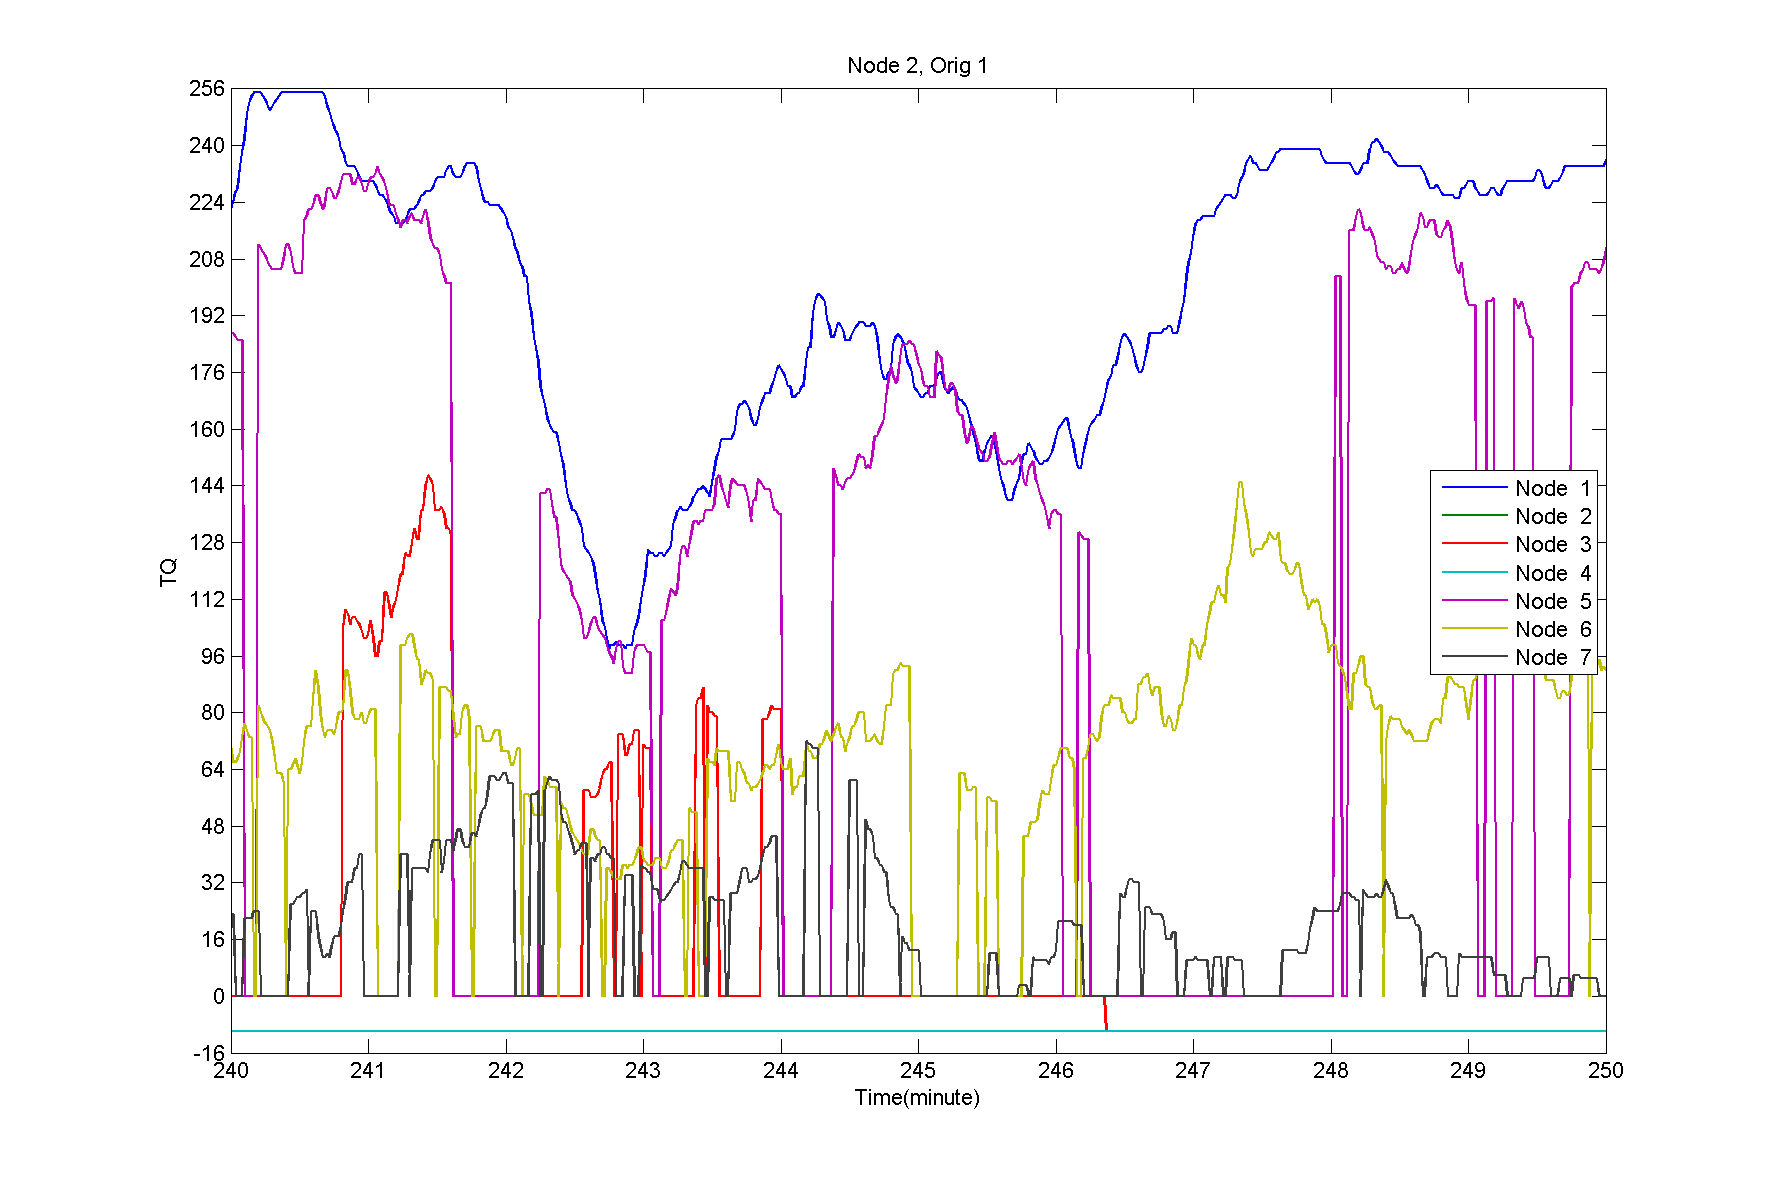 Node 2, Orig 1
256
240
224
208
192
176
160
144
128
112
96
80
64
48
32
16
0
-16
TQ
240 241 242 243 244 245 246 247 248 249 250
Time(minute)
Node 1
Node 2
Node 3
Node 4
Node 5
Node 6
Node 7